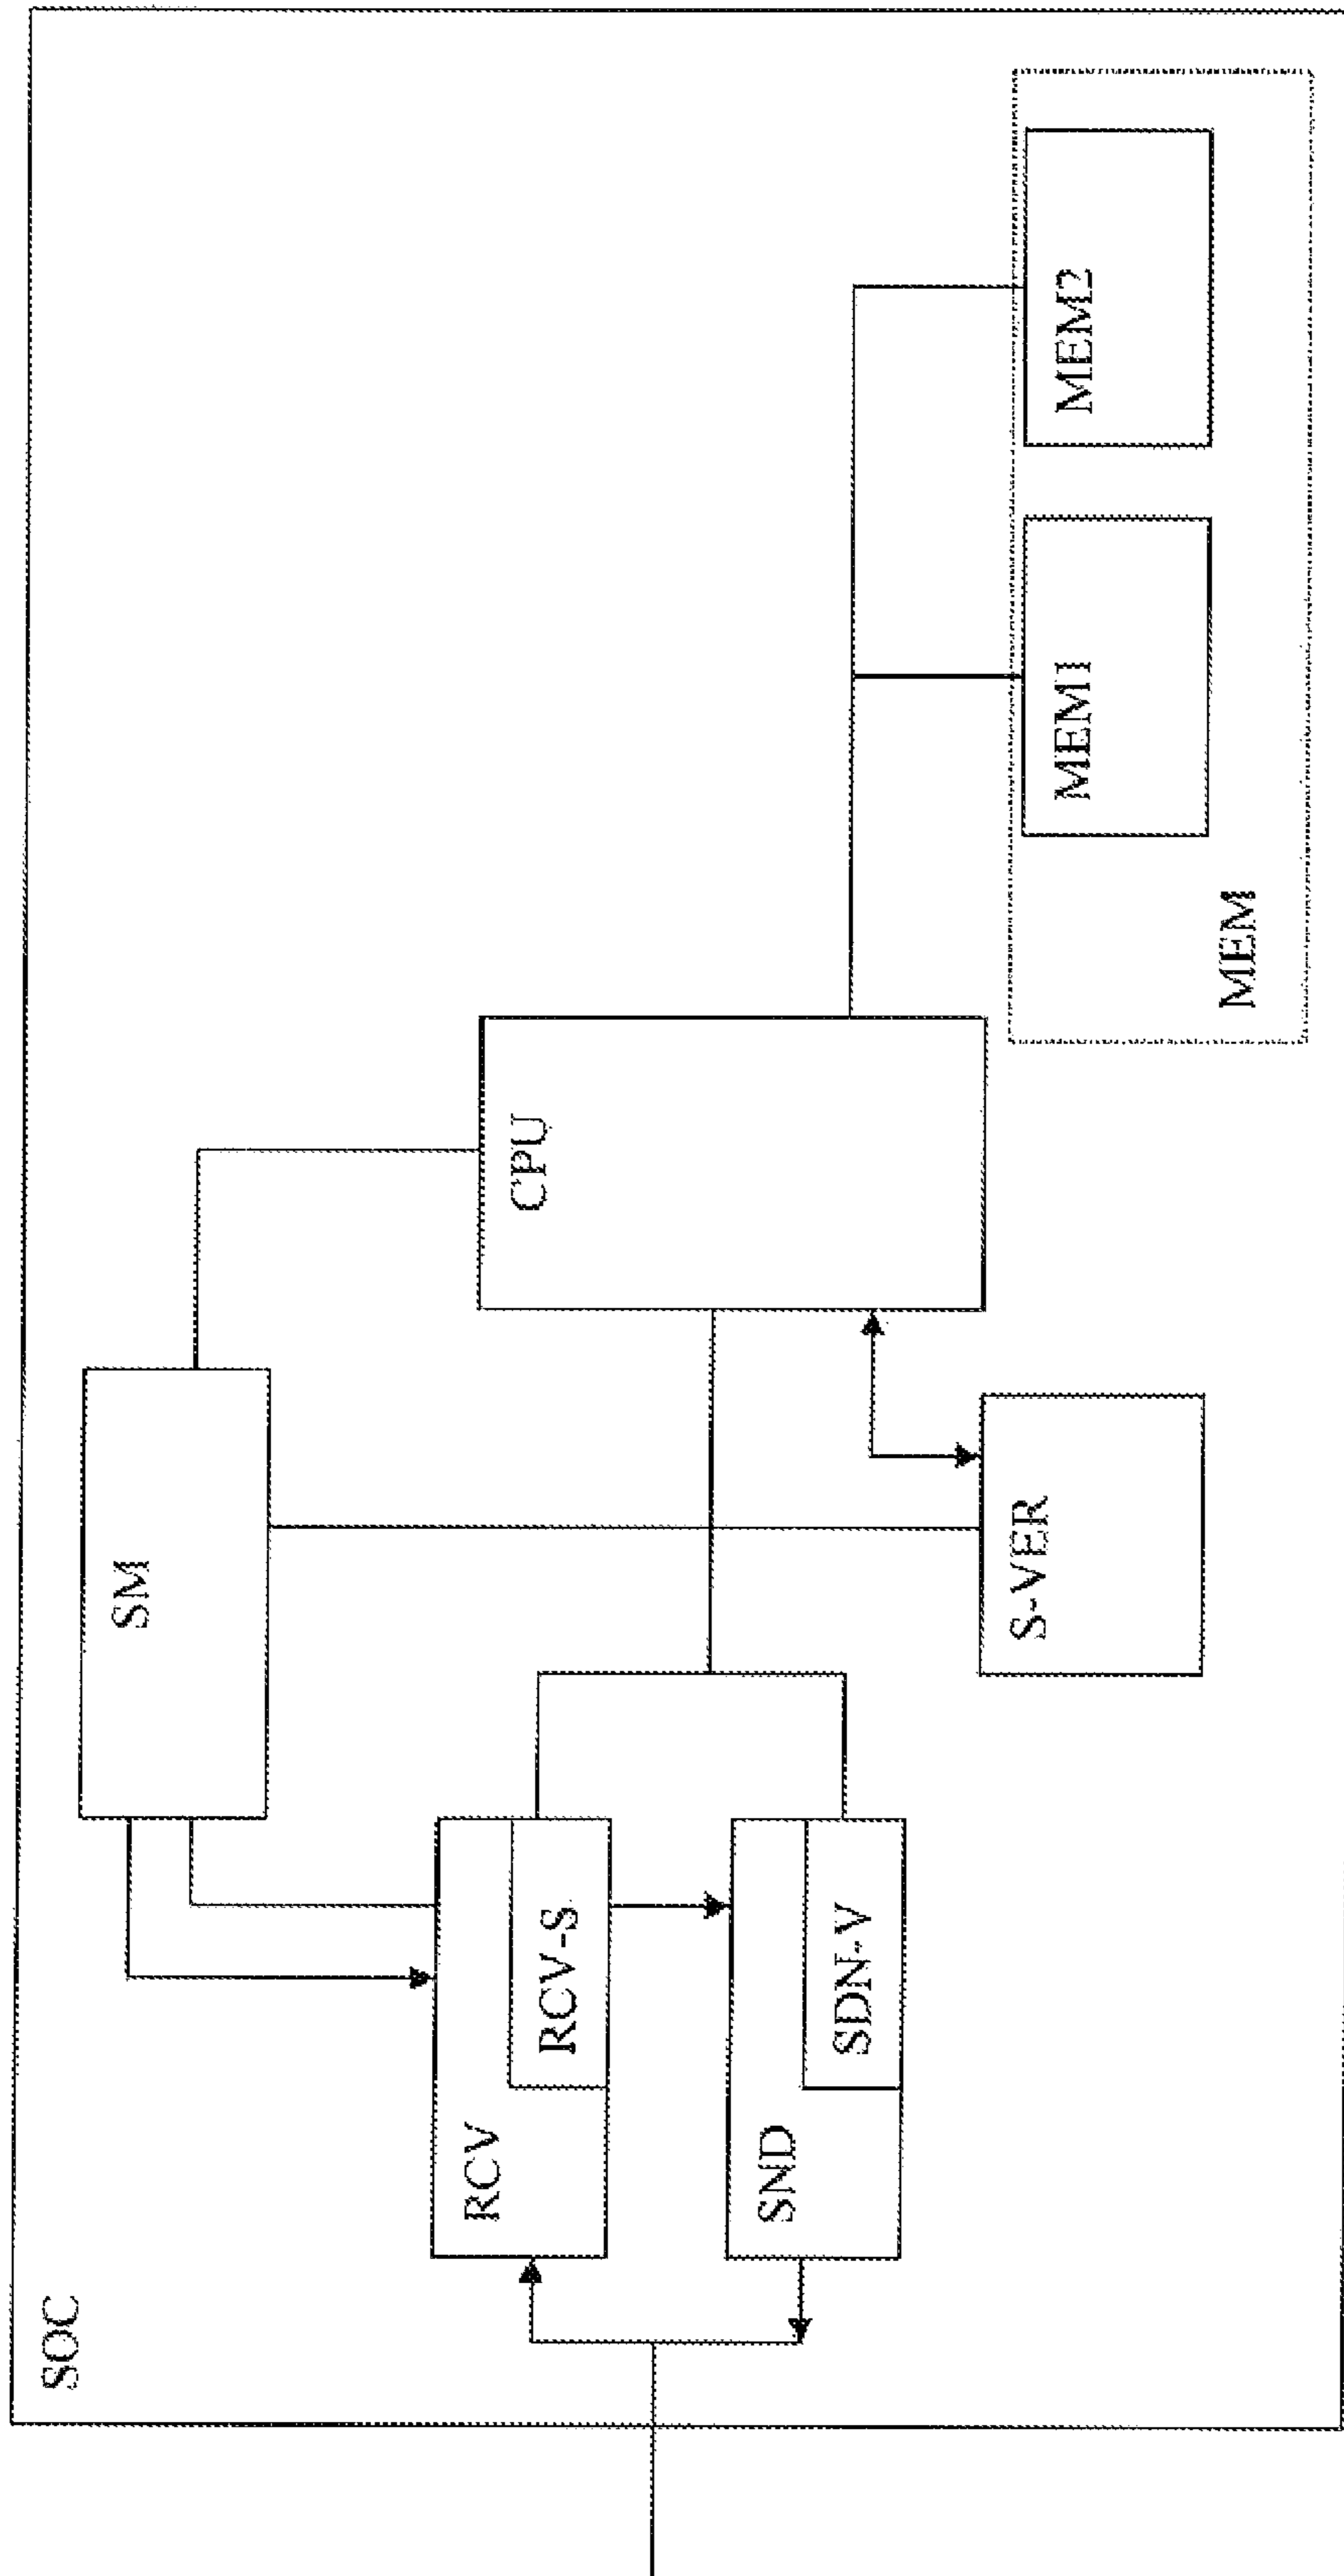 SOC
SM
RCV
RCV-S
CPU
SND
SDN-V
S-VER
MEM1
MEM2
MEM